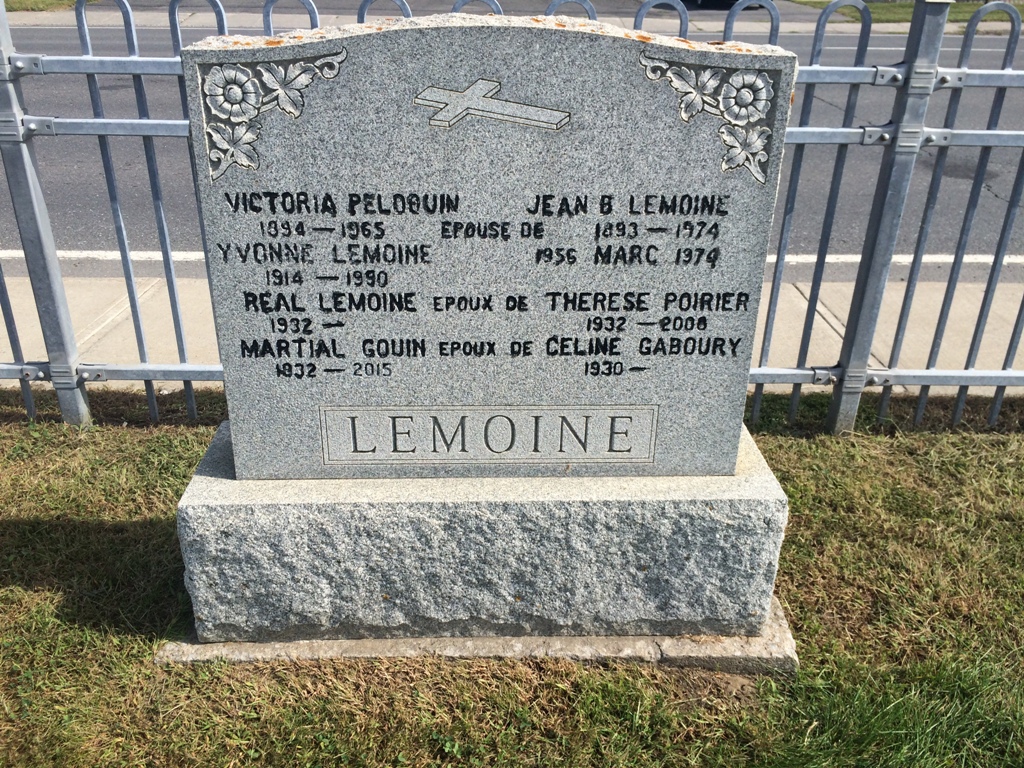 VICTORIA PELOQUIN JEAN B LEMOINE
1894 — 1965 EPOUSE DE 1893 — 1974
YVONNE LEMOINE 1956 MARC 1974
1914 — 1990
REAL LEMOINE EPOUX DE THERESE POIRIER
1932 — 1932 — 2008
MARTIAL GOUIN EPOUX DE CELINE GABOURY
1932 — 2015 1930 —
LEMOINE